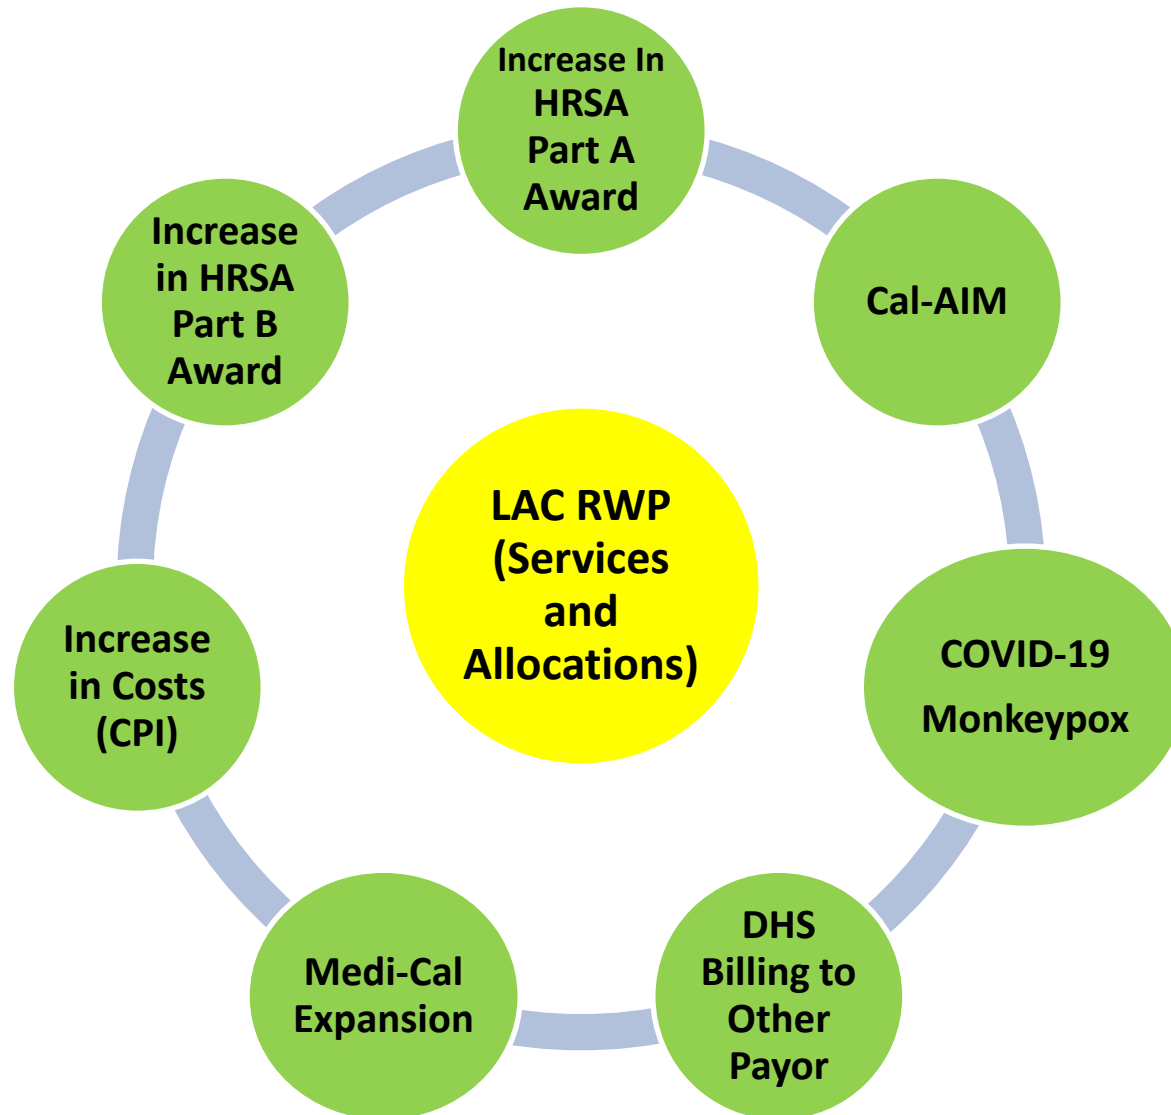 Increase In
HRSA
Part A
Award
Cal-AIM
COVID-19
Monkeypox
DHS
Billing to
Other
Payor
Medi-Cal
Expansion
Increase
in Costs
(CPI)
Increase
in HRSA
Part B
Award
LAC RWP
(Services
and
Allocations)